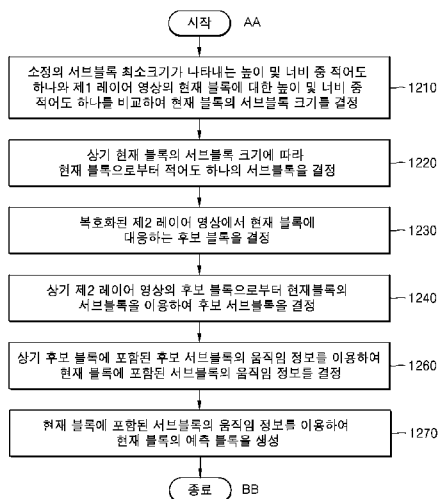 시작 AA
소정의 서브블록 최소크기가 나타내는 높이 및 너비 중 적어도
하나와 제1 레이어 영상의 현재 블록에 대한 높이 및 너비 중
적어도 하나를 비교하여 현재 블록의 서브블록 크기를 결정
1210
상기 현재 블록의 서브블록 크기에 따라
현재 블록으로부터 적어도 하나의 서브블록을 결정
1220
복호화된 제2 레이어 영상에서 현재 블록에
대응하는 후보 블록을 결정
1230
상기 제2 레이어 영상의 후보 블록으로부터 현재블록의
서브블록을 이용하여 후보 서브블록을 결정
1240
상기 후보 블록에 포함된 후보 서브블록의 움직임 정보를 이용하여
현재 블록에 포함된 서브블록의 움직임 정보를 결정
1260
현재 블록에 포함된 서브블록의 움직임 정보를 이용하여
현재 블록의 예측 블록을 생성
1270
종료 BB